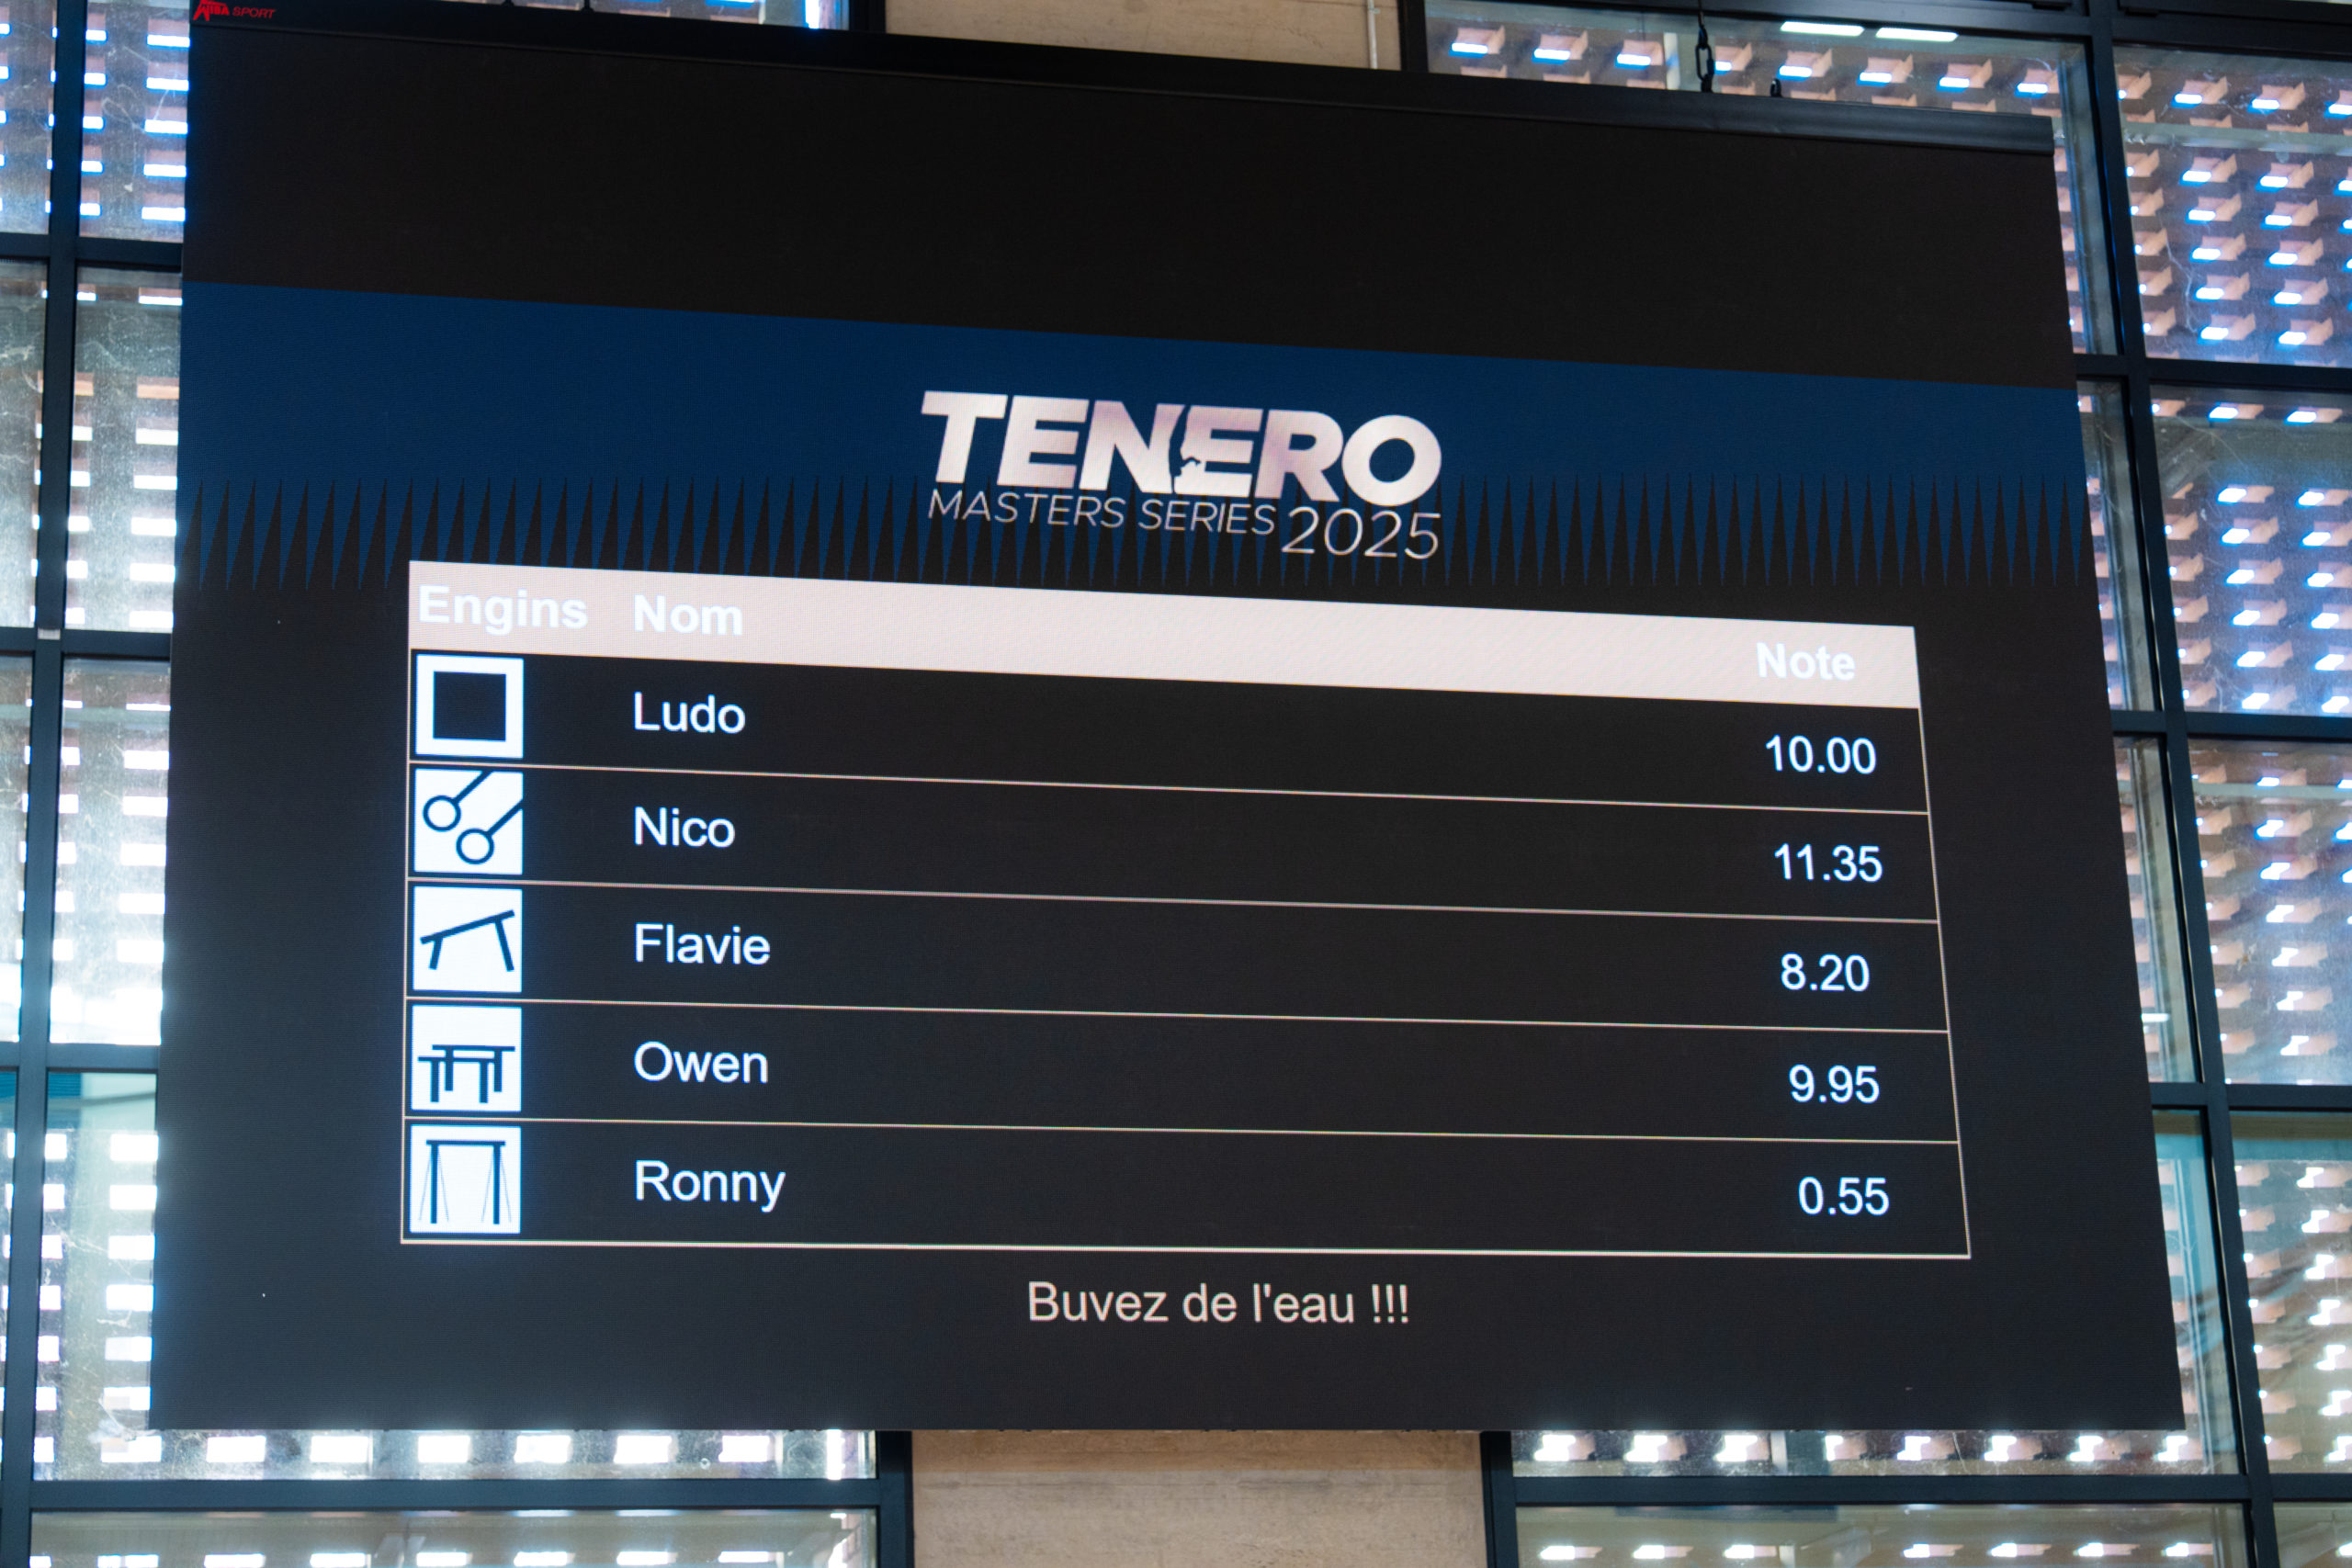 TENERO
MASTERS SERIES 2025
Engins Nom Note
Ludo 10.00
Nico 11.35
Flavie 8.20
Owen 9.95
Ronny 0.55
Buvez de l'eau !!!